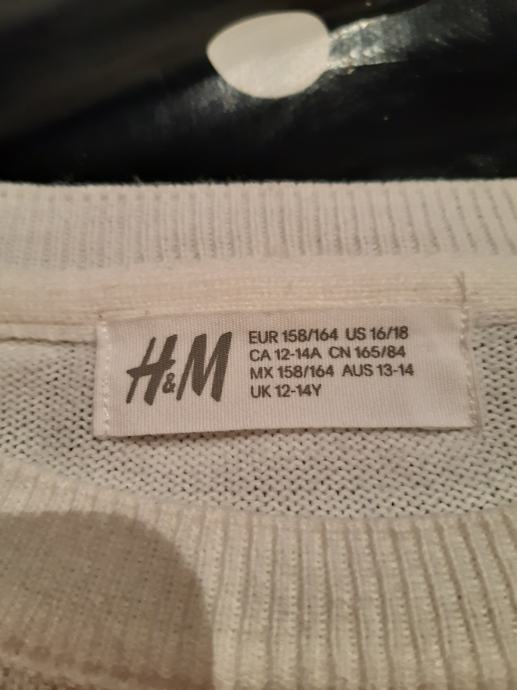 H&M
EUR 158/164 US 16/18
CA 12-14A CN 165/84
MX 158/164 AUS 13-14
UK 12-14Y